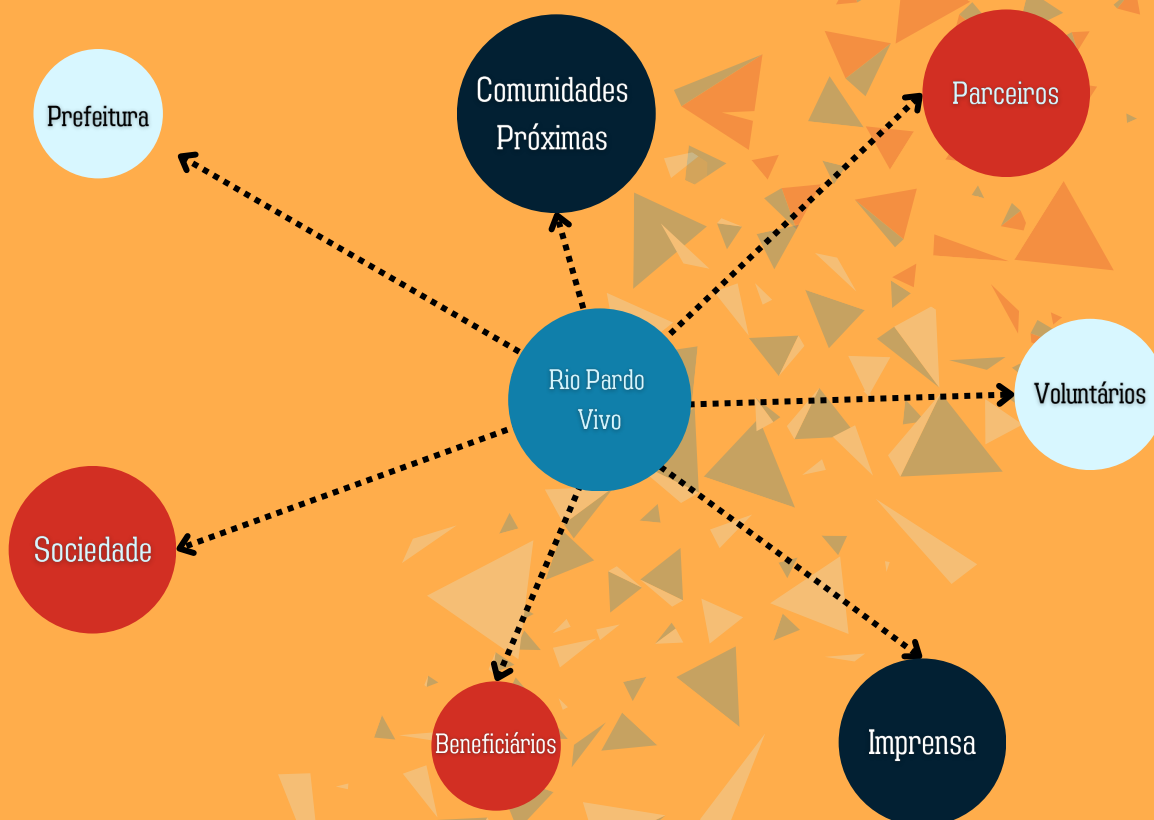 Prefeitura
Comunidades
Próximas
Parceiros
Rio Pardo
Vivo
Voluntários
Sociedade
Beneficiários
Imprensa